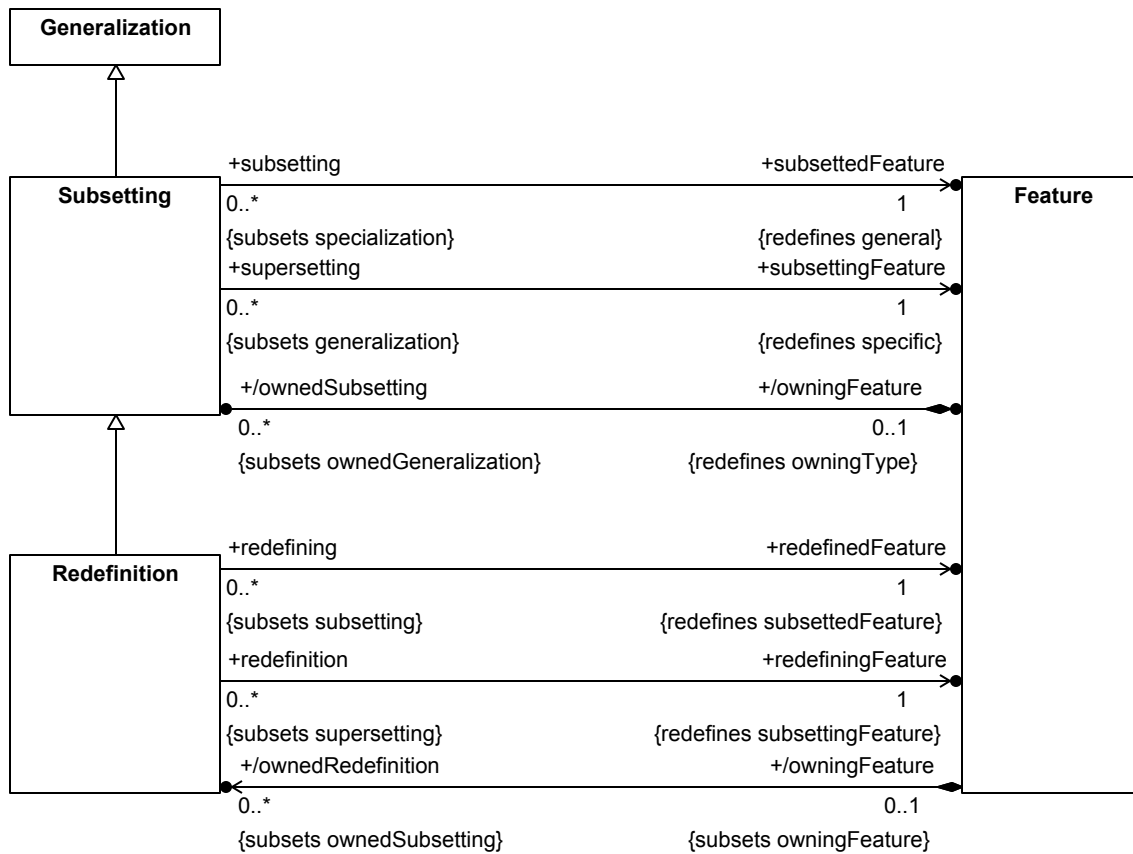 Generalization
+subsetting +subsettedFeature
Subsetting Feature
0..* 1
{subsets specialization} {redefines general}
+supersetting +subsettingFeature
0..* 1
{subsets generalization} {redefines specific}
+/ownedSubsetting +/owningFeature
0..* 0..1
{subsets ownedGeneralization} {redefines owningType}
+redefining +redefinedFeature
Redefinition
0..* 1
{subsets subsetting} {redefines subsettedFeature}
+redefinition +redefiningFeature
0..* 1
{subsets supersetting} {redefines subsettingFeature}
+/ownedRedefinition +/owningFeature
0..* 0..1
{subsets ownedSubsetting} {subsets owningFeature}